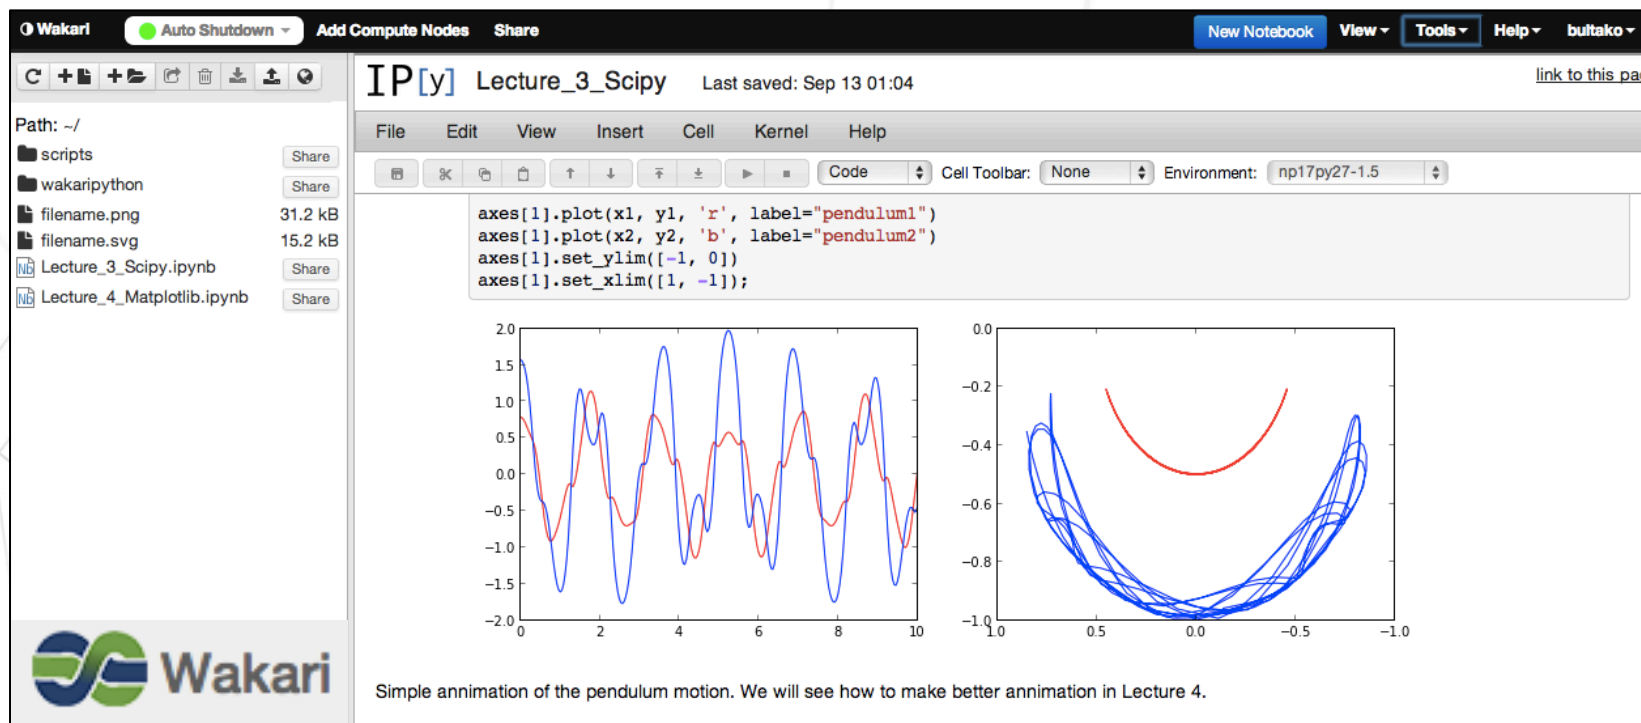 Wakari Auto Shutdown Add Compute Nodes Share New Notebook View Tools Help bultako
IP[y] Lecture_3_Scipy Last saved: Sep 13 01:04 link to this pa
File Edit View Insert Cell Kernel Help
Code Cell Toolbar: None Environment: np17py27-1.5
Path: ~/
scripts Share
wakaripython Share
filename.png 31.2 kB
filename.svg 15.2 kB
Lecture_3_Scipy.ipynb Share
Lecture_4_Matplotlib.ipynb Share
axes[1].plot(x1, y1, 'r', label="pendulum1")
axes[1].plot(x2, y2, 'b', label="pendulum2")
axes[1].set_ylim([-1, 0])
axes[1].set_xlim([1, -1]);
2.0
1.5
1.0
0.5
0.0
−0.5
−1.0
−1.5
−2.0
0 2 4 6 8 10
0.0
−0.2
−0.4
−0.6
−0.8
−1.0
1.0 0.5 0.0 −0.5 −1.0
Wakari
Simple annimation of the pendulum motion. We will see how to make better annimation in Lecture 4.